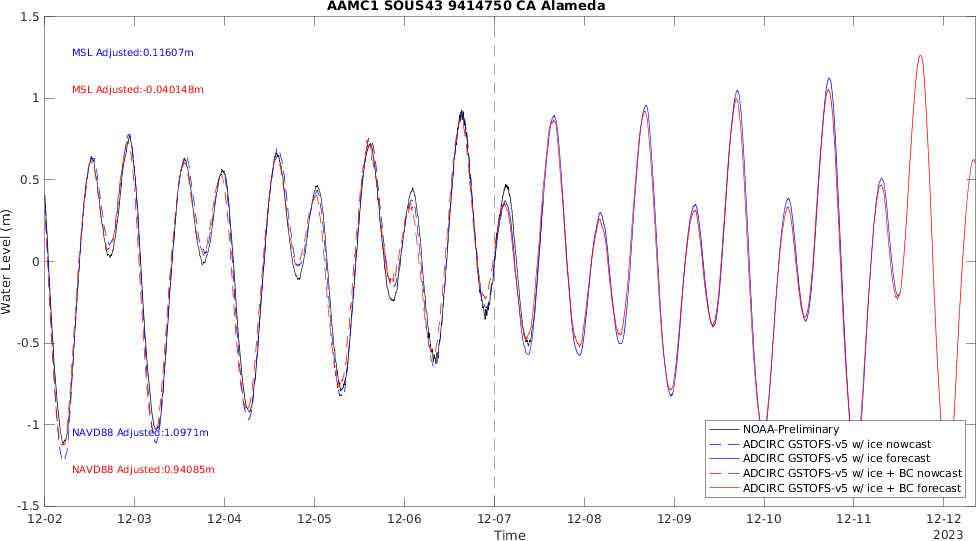 AAMC1 SOUS43 9414750 CA Alameda
1.5
1
0.5
0
-0.5
-1
-1.5
Water Level (m)
MSL Adjusted:0.11607m
MSL Adjusted:-0.040148m
NAVD88 Adjusted:1.0971m
NAVD88 Adjusted:0.94085m
NOAA-Preliminary
ADCIRC GSTOFS-v5 w/ ice nowcast
ADCIRC GSTOFS-v5 w/ ice forecast
ADCIRC GSTOFS-v5 w/ ice + BC nowcast
ADCIRC GSTOFS-v5 w/ ice + BC forecast
12-02 12-03 12-04 12-05 12-06 12-07 12-08 12-09 12-10 12-11 12-12
Time
2023